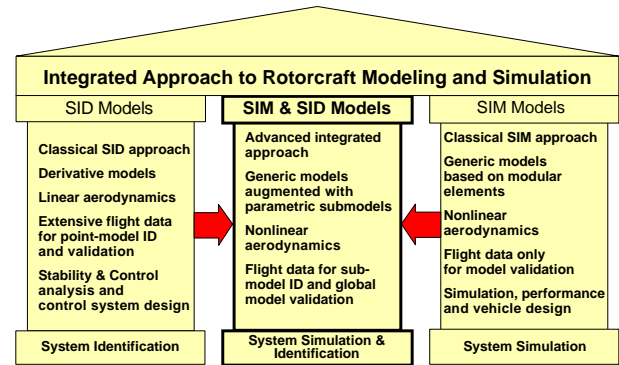 Integrated Approach to Rotorcraft Modeling and Simulation
SID Models
Classical SID approach
Derivative models
Linear aerodynamics
Extensive flight data
for point-model ID
and validation
Stability & Control
analysis and
control system design
System Identification
SIM & SID Models
Advanced integrated
approach
Generic models
augmented with
parametric submodels
Nonlinear
aerodynamics
Flight data for sub-
model ID and global
model validation
System Simulation &
Identification
SIM Models
Classical SIM approach
Generic models
based on modular
elements
Nonlinear
aerodynamics
Flight data only
for model validation
Simulation, performance
and vehicle design
System Simulation